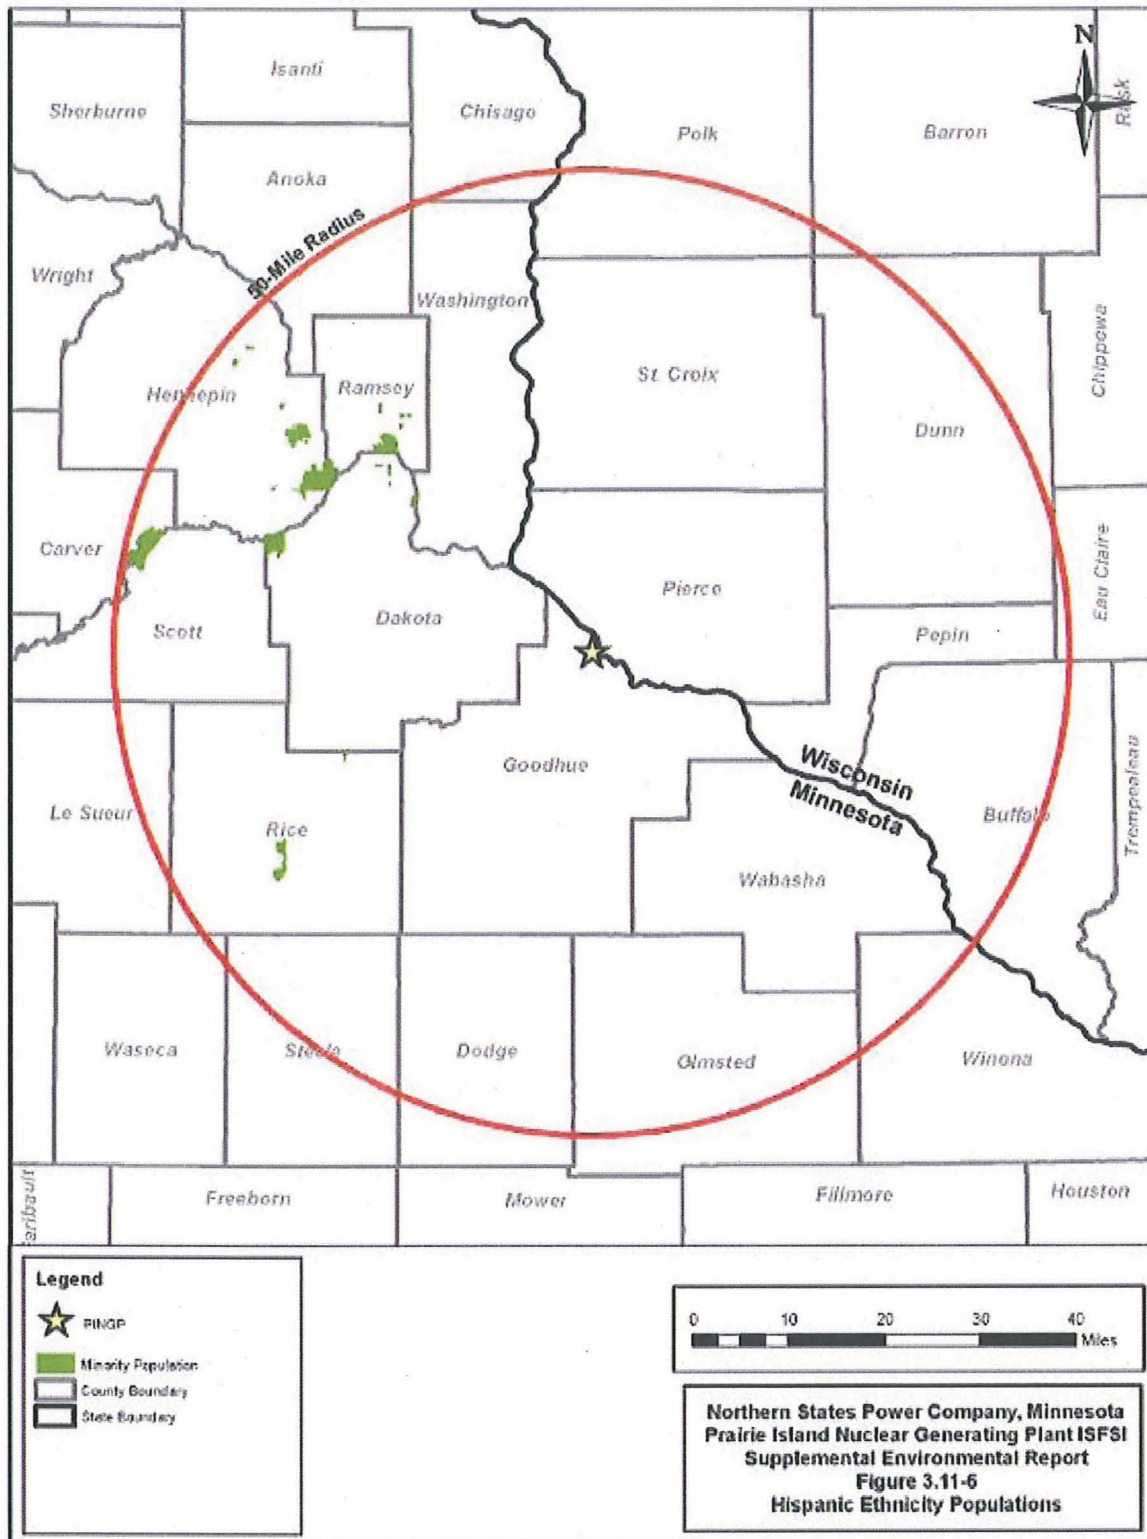 N
Isanti
Sherburne
Chisago
Polk
Barron
Rusk
Anoka
50-Mile Radius
Wright
Washington
Chippewa
Hennepin
Ramsey
St. Croix
Dunn
Carver
Eau Claire
Pierce
Scott
Dakota
Pepin
Goodhue
Wisconsin
Minnesota
Le Sueur
Rice
Buffalo
Trempealeau
Wabasha
Waseca
Steele
Dodge
Olmsted
Winona
Freeborn
Mower
Fillmore
Houston
aribault
Legend
PINGP
Minority Population
County Boundary
State Boundary
0 10 20 30 40
Miles
Northern States Power Company, Minnesota
Prairie Island Nuclear Generating Plant ISFSI
Supplemental Environmental Report
Figure 3.11-6
Hispanic Ethnicity Populations